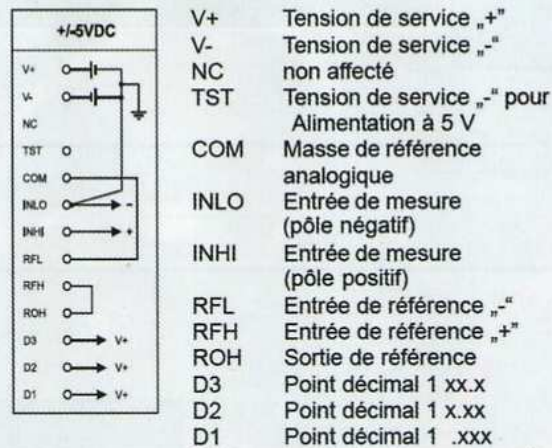 +/-5VDC
V+
V-
NC
TST
COM
INLO -
INHI +
RFL
RFH
ROH
D3 V+
D2 V+
D1 V+
V+ Tension de service „+”
V- Tension de service „-“
NC non affecté
TST Tension de service „-“ pour
Alimentation à 5 V
COM Masse de référence
analogique
INLO Entrée de mesure
(pôle négatif)
INHI Entrée de mesure
(pôle positif)
RFL Entrée de référence „-“
RFH Entrée de référence „+”
ROH Sortie de référence
D3 Point décimal 1 xx.x
D2 Point décimal 1 x.xx
D1 Point décimal 1 .xxx